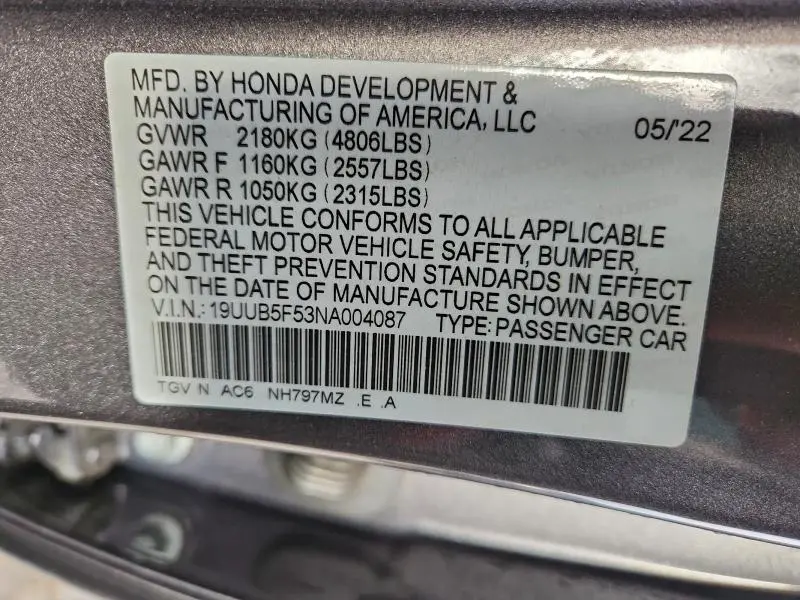 MFD. BY HONDA DEVELOPMENT &
MANUFACTURING OF AMERICA, LLC 05/'22
GVWR 2180KG (4806LBS)
GAWR F 1160KG (2557LBS)
GAWR R 1050KG (2315LBS)
THIS VEHICLE CONFORMS TO ALL APPLICABLE
FEDERAL MOTOR VEHICLE SAFETY, BUMPER,
AND THEFT PREVENTION STANDARDS IN EFFECT
ON THE DATE OF MANUFACTURE SHOWN ABOVE.
V.I.N.: 19UUB5F53NA004087 TYPE: PASSENGER CAR
TGV N AC6 NH797MZ .E .A